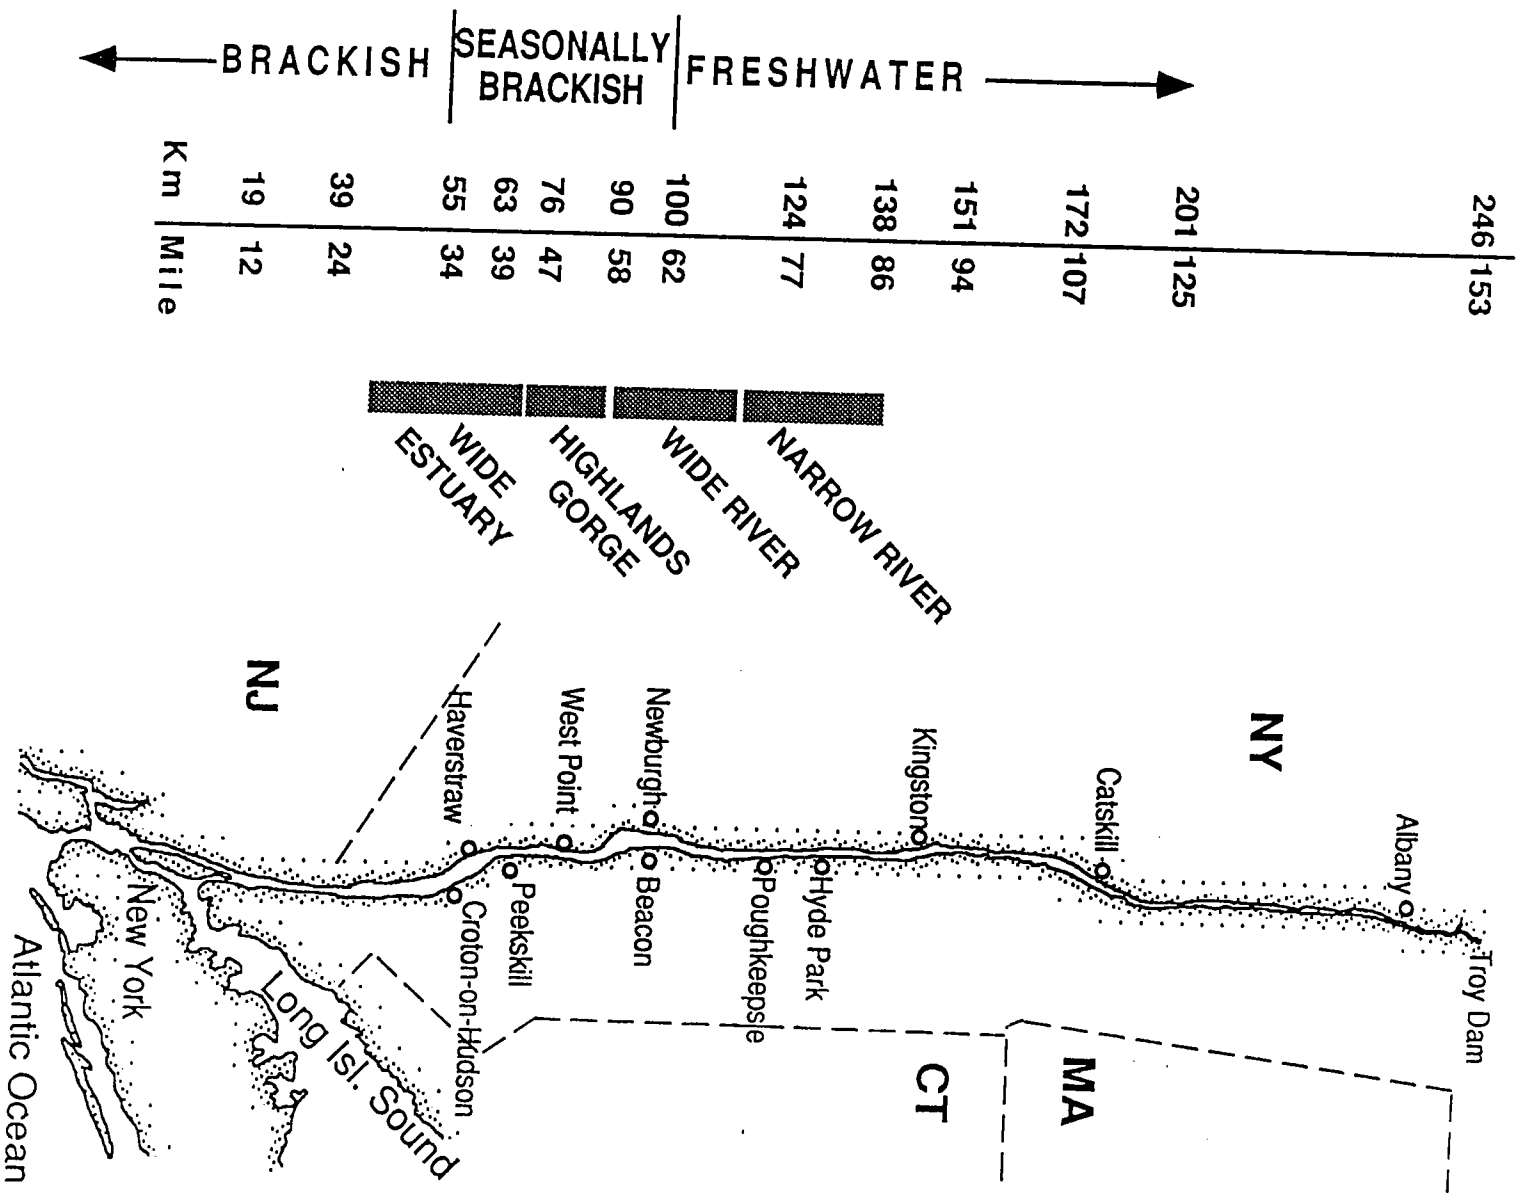 BRACKISH
SEASONALLY
BRACKISH
FRESHWATER
Km
19
39
55
63
76
90
100
124
138
151
172
201
246
Mile
12
24
34
39
47
58
62
77
86
94
107
125
153
WIDE
ESTUARY
HIGHLANDS
GORGE
WIDE RIVER
NARROW RIVER
NJ
NY
Haverstraw
West Point
Newburgh
Kingston
Catskill
Albany
Troy Dam
New York
Croton-on-Hudson
Peekskill
Beacon
Poughkeepsie
Hyde Park
Long Isl. Sound
Atlantic Ocean
CT
MA